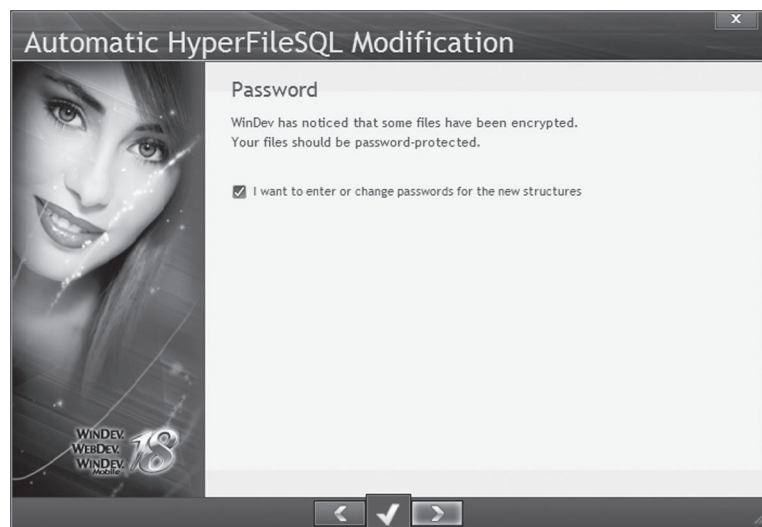 x
Automatic HyperFileSQL Modification
Password
WinDev has noticed that some files have been encrypted.
Your files should be password-protected.
I want to enter or change passwords for the new structures
WINDEV.
WEBDEV.
WINDEV.
Mobile
18